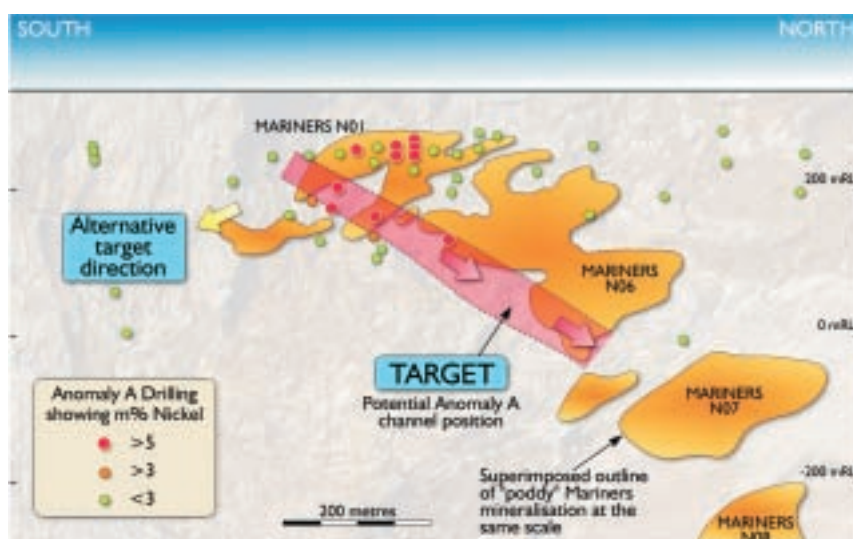 SOUTH
NORTH
MARINERS N01
200 mRL
Alternative
target
direction
MARINERS
N06
0 mRL
TARGET
Potential Anomaly A
channel position
MARINERS
N07
Anomaly A Drilling
showing m% Nickel
>5
>3
<3
Superimposed outline
of "poddy" Mariners
mineralisation at the
same scale
-200 mRL
200 metres
MARINERS
N08